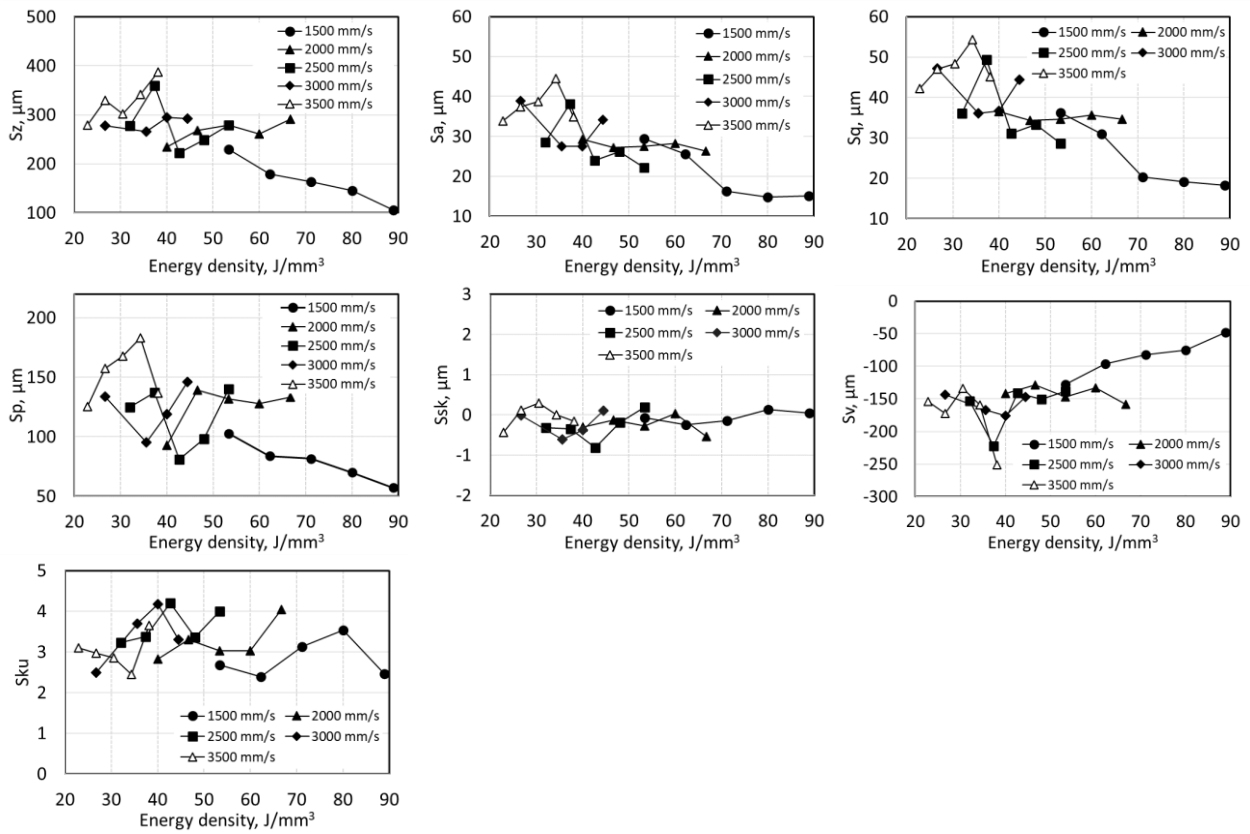 500
400
300
200
100
Sz, µm
1500 mm/s
2000 mm/s
2500 mm/s
3000 mm/s
3500 mm/s
20 30 40 50 60 70 80 90
Energy density, J/mm³
60
50
40
30
20
10
Sa, µm
1500 mm/s
2000 mm/s
2500 mm/s
3000 mm/s
3500 mm/s
20 30 40 50 60 70 80 90
Energy density, J/mm³
60
50
40
30
20
10
Sq, µm
1500 mm/s 2000 mm/s
2500 mm/s 3000 mm/s
3500 mm/s
20 30 40 50 60 70 80 90
Energy density, J/mm³
200
150
100
50
Sp, µm
1500 mm/s
2000 mm/s
2500 mm/s
3000 mm/s
3500 mm/s
20 30 40 50 60 70 80 90
Energy density, J/mm³
3
2
1
0
-1
-2
Ssk, µm
1500 mm/s 2000 mm/s
2500 mm/s 3000 mm/s
3500 mm/s
20 30 40 50 60 70 80 90
Energy density, J/mm³
0
-50
-100
-150
-200
-250
-300
Sv, µm
1500 mm/s 2000 mm/s
2500 mm/s 3000 mm/s
3500 mm/s
20 30 40 50 60 70 80 90
Energy density, J/mm³
5
4
3
2
1
0
Sku
1500 mm/s 2000 mm/s
2500 mm/s 3000 mm/s
3500 mm/s
20 30 40 50 60 70 80 90
Energy density, J/mm³